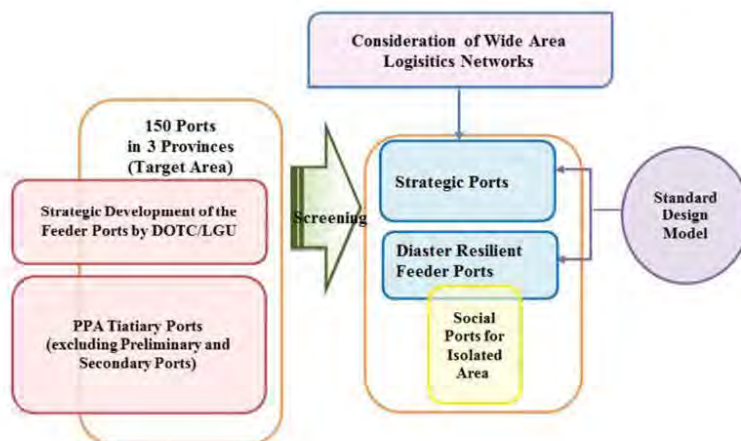 Consideration of Wide Area
Logisitics Networks
150 Ports
in 3 Provinces
(Target Area)
Strategic Development of the
Feeder Ports by DOTC/LGU
PPA Tiatiary Ports
(excluding Preliminary and
Secondary Ports)
Screening
Strategic Ports
Diaster Resilient
Feeder Ports
Social
Ports for
Isolated
Area
Standard
Design
Model